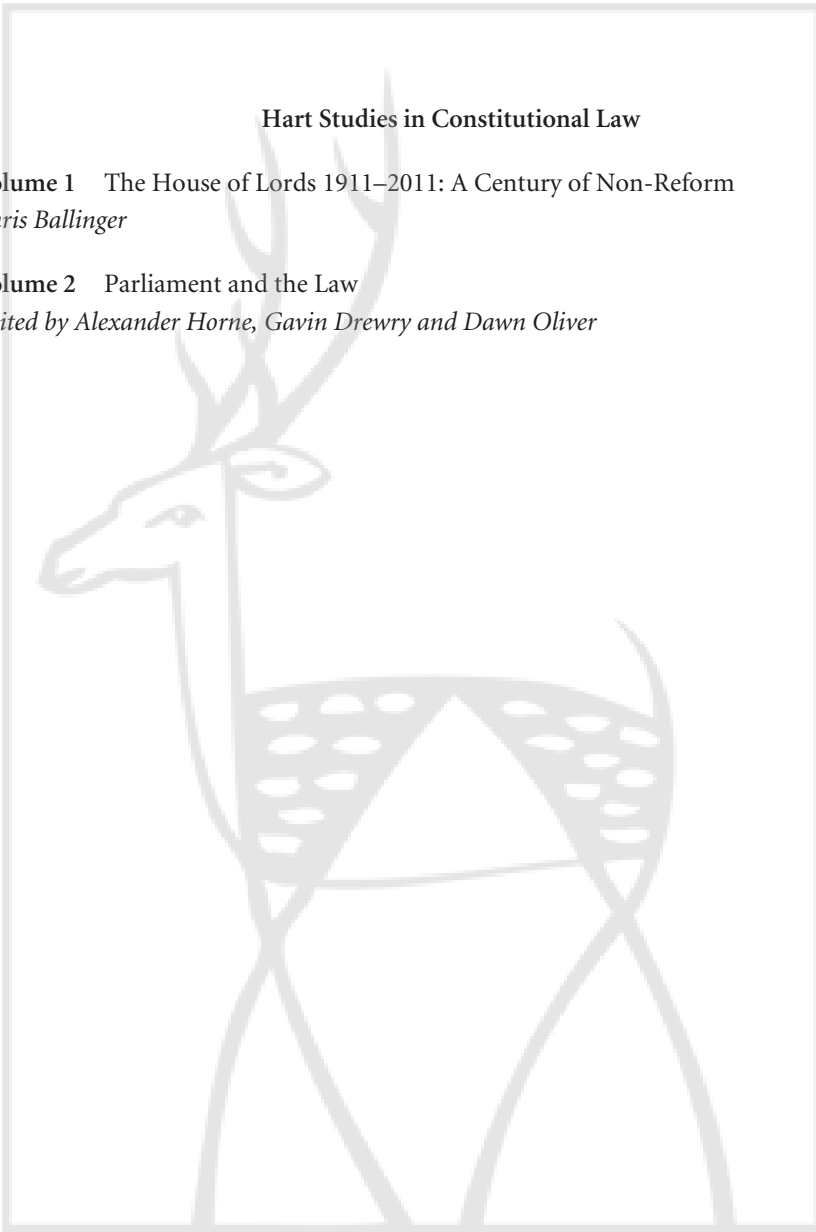 Hart Studies in Constitutional Law
olume 1 The House of Lords 1911–2011: A Century of Non-Reform
ris Ballinger
olume 2 Parliament and the Law
ited by Alexander Horne, Gavin Drewry and Dawn Oliver